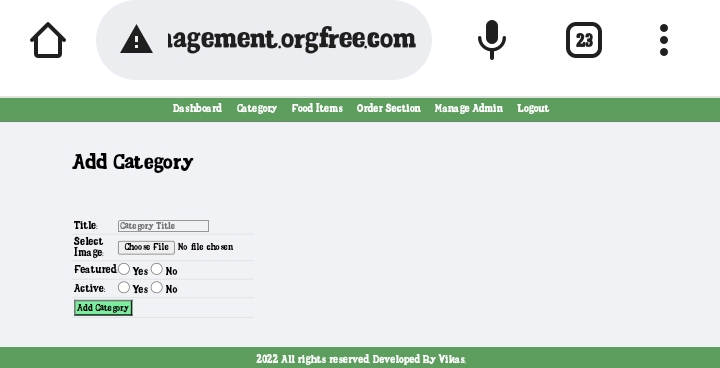 agement.orgfree.com
23
Dashboard Category Food Items Order Section Manage Admin Logout
Add Category
Title: Category Title
Select Image: Choose File No file chosen
Featured: Yes No
Active: Yes No
Add Category
2022 All rights reserved Developed By Vikas.